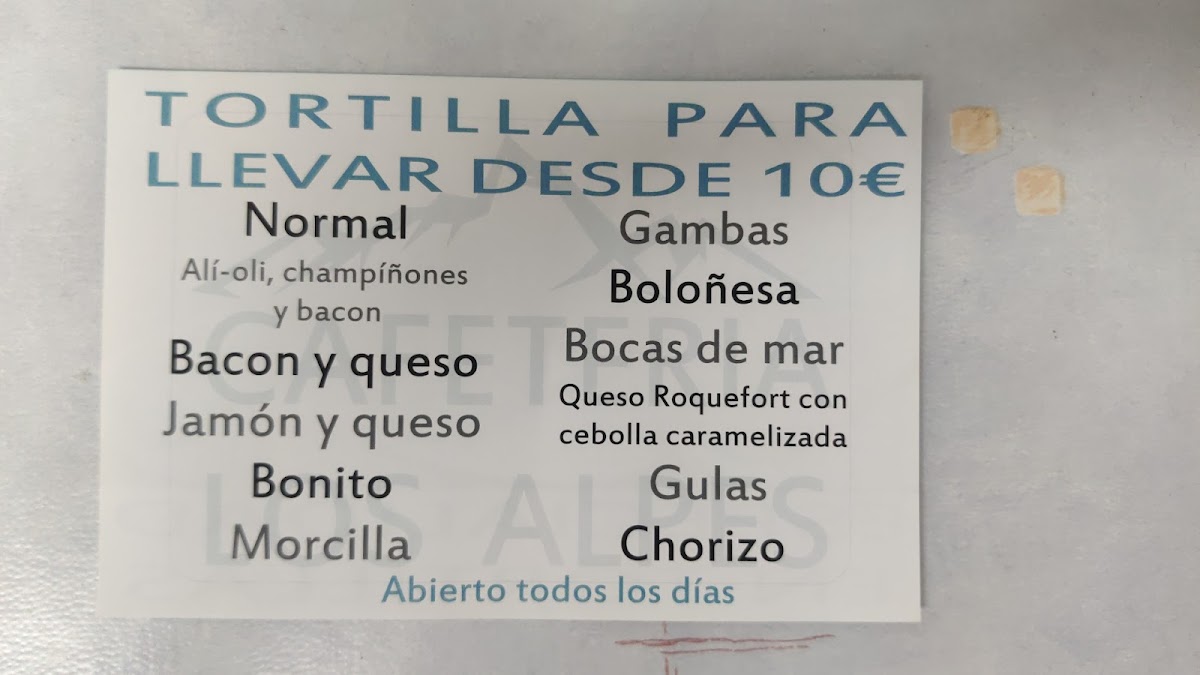 TORTILLA PARA
LLEVAR DESDE 10€
Normal
Alí-oli, champíñones
y bacon
Bacon y queso
Jamón y queso
Bonito
Morcilla
Gambas
Boloñesa
Bocas de mar
Queso Roquefort con
cebolla caramelizada
Gulas
Chorizo
Abierto todos los días
CAFETERIA
LOS ALPES